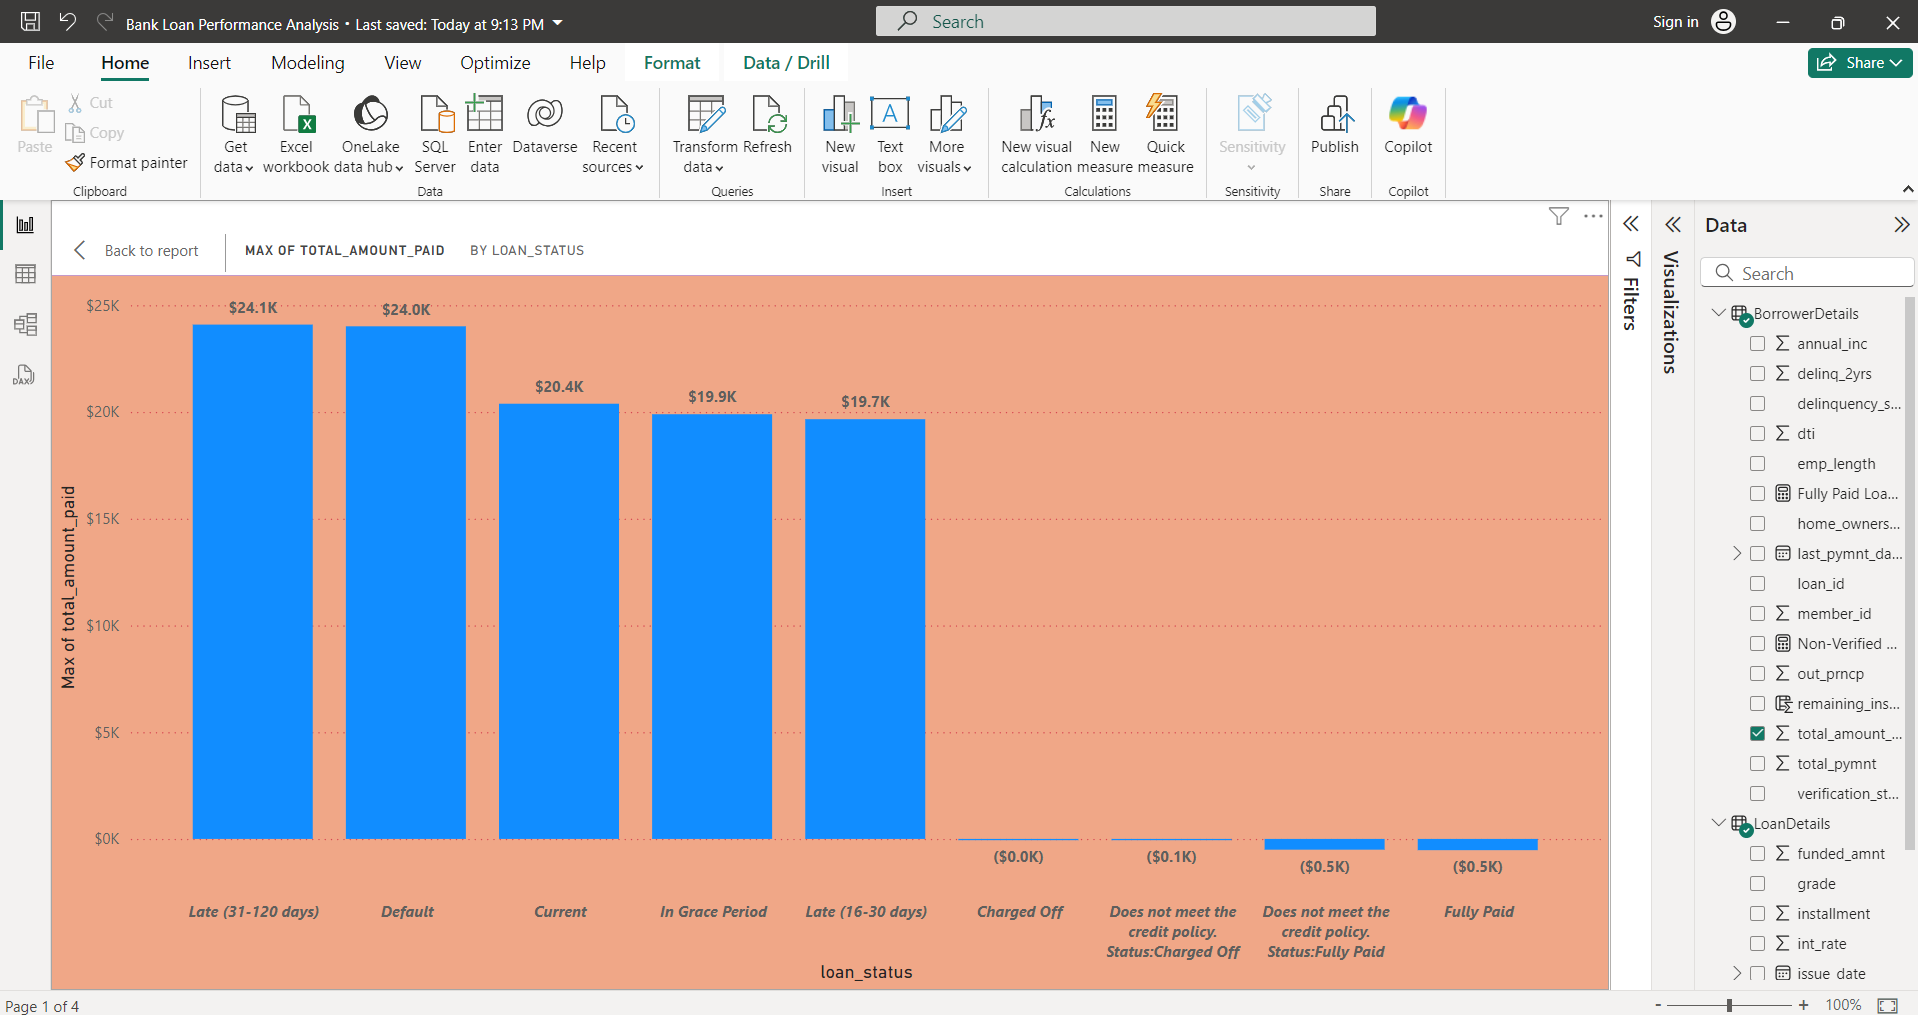 Bank Loan Performance Analysis • Last saved: Today at 9:13 PM
Search
Sign in
File
Home
Insert
Modeling
View
Optimize
Help
Format
Data / Drill
Share
Paste
Cut
Copy
Format painter
Clipboard
Get
data
Excel
workbook
OneLake
data hub
SQL
Server
Enter
data
Dataverse
Recent
sources
Data
Transform
data
Refresh
Queries
New
visual
Text
box
More
visuals
Insert
New visual
calculation
New
measure
Quick
measure
Calculations
Sensitivity
Sensitivity
Publish
Share
Copilot
Copilot
Back to report
MAX OF TOTAL_AMOUNT_PAID
BY LOAN_STATUS
$25K
$20K
$15K
$10K
$5K
$0K
Max of total_amount_paid
$24.1K
$24.0K
$20.4K
$19.9K
$19.7K
($0.0K)
($0.1K)
($0.5K)
($0.5K)
Late (31-120 days)
Default
Current
In Grace Period
Late (16-30 days)
Charged Off
Does not meet the
credit policy.
Status:Charged Off
Does not meet the
credit policy.
Status:Fully Paid
Fully Paid
loan_status
Filters
Visualizations
Data
Search
BorrowerDetails
annual_inc
delinq_2yrs
delinquency_s...
dti
emp_length
Fully Paid Loa...
home_owners...
last_pymnt_da...
loan_id
member_id
Non-Verified ...
out_prncp
remaining_ins...
total_amount_...
total_pymnt
verification_st...
LoanDetails
funded_amnt
grade
installment
int_rate
issue_date
Page 1 of 4
- + 100%